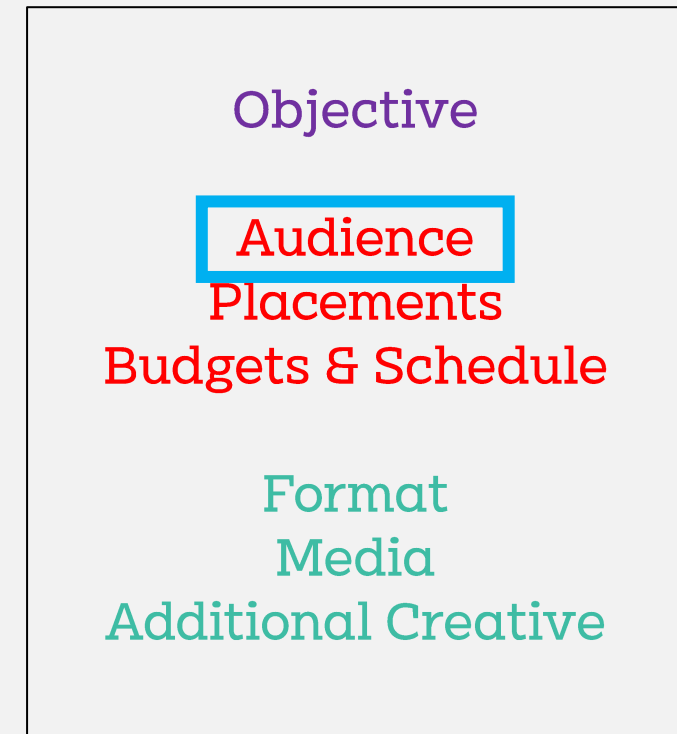 Objective
Audience
Placements
Budgets & Schedule
Format
Media
Additional Creative